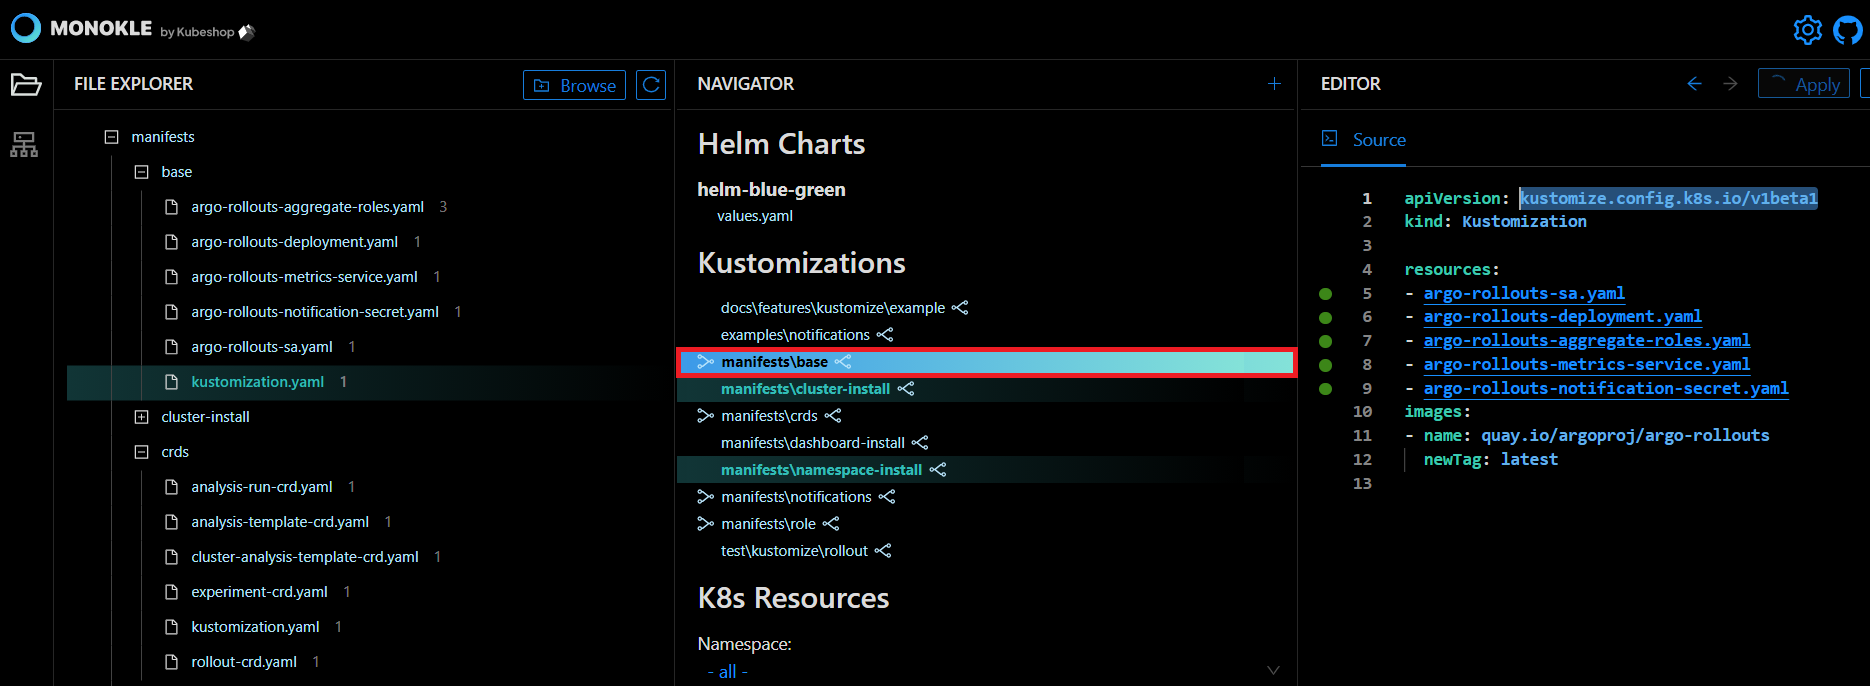 MONOKLE by Kubeshop
FILE EXPLORER
Browse
manifests
base
argo-rollouts-aggregate-roles.yaml 3
argo-rollouts-deployment.yaml 1
argo-rollouts-metrics-service.yaml 1
argo-rollouts-notification-secret.yaml 1
argo-rollouts-sa.yaml 1
kustomization.yaml 1
cluster-install
crds
analysis-run-crd.yaml 1
analysis-template-crd.yaml 1
cluster-analysis-template-crd.yaml 1
experiment-crd.yaml 1
kustomization.yaml 1
rollout-crd.yaml 1
NAVIGATOR
Helm Charts
helm-blue-green
values.yaml
Kustomizations
docs\features\kustomize\example
examples\notifications
manifests\base
manifests\cluster-install
manifests\crds
manifests\dashboard-install
manifests\namespace-install
manifests\notifications
manifests\role
test\kustomize\rollout
K8s Resources
Namespace:
- all -
EDITOR
Apply
Source
1 apiVersion: kustomize.config.k8s.io/v1beta1
2 kind: Kustomization
3
4 resources:
5 - argo-rollouts-sa.yaml
6 - argo-rollouts-deployment.yaml
7 - argo-rollouts-aggregate-roles.yaml
8 - argo-rollouts-metrics-service.yaml
9 - argo-rollouts-notification-secret.yaml
10 images:
11 - name: quay.io/argoproj/argo-rollouts
12 newTag: latest
13